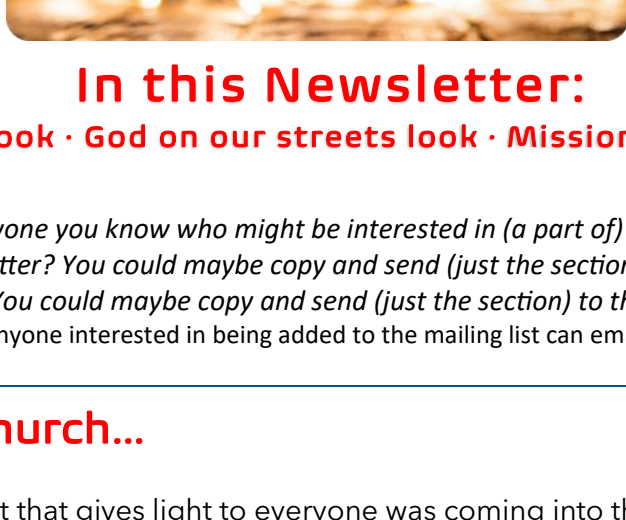 In this Newsletter:
ook · God on our streets look · Mission
yone you know who might be interested in (a part of)
tter? You could maybe copy and send (just the section
You could maybe copy and send (just the section) to th
nyone interested in being added to the mailing list can em
hurch...
t that gives light to everyone was coming into th